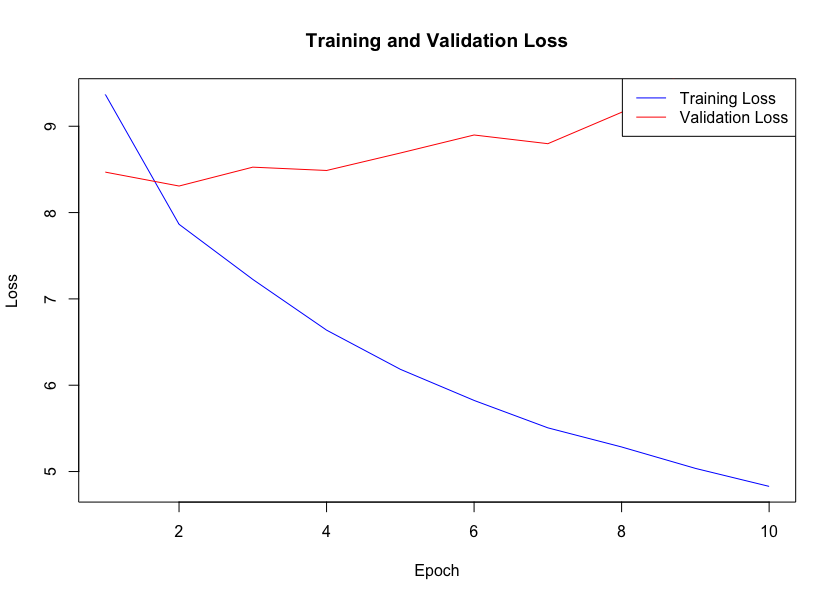 Training and Validation Loss
Training Loss
Validation Loss
9
8
7
6
5
Loss
2 4 6 8 10
Epoch